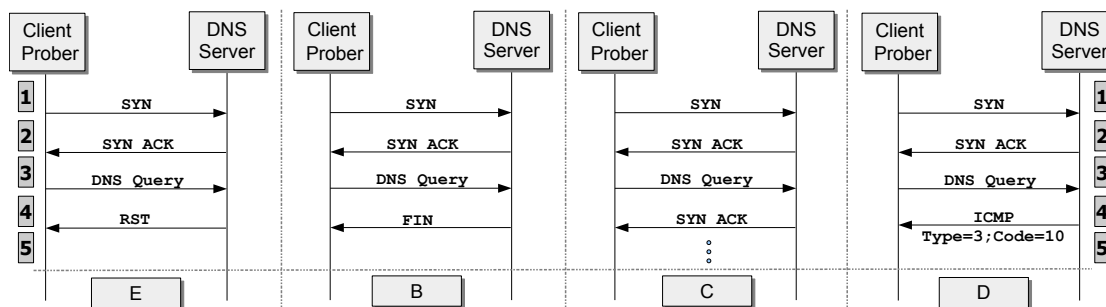 Client
Prober
DNS
Server
1
SYN
2
SYN ACK
3
DNS Query
4
RST
5
E
Client
Prober
DNS
Server
SYN
SYN ACK
DNS Query
FIN
B
Client
Prober
DNS
Server
SYN
SYN ACK
DNS Query
SYN ACK
C
Client
Prober
DNS
Server
SYN
1
SYN ACK
2
DNS Query
3
ICMP
4
Type=3;Code=10
5
D